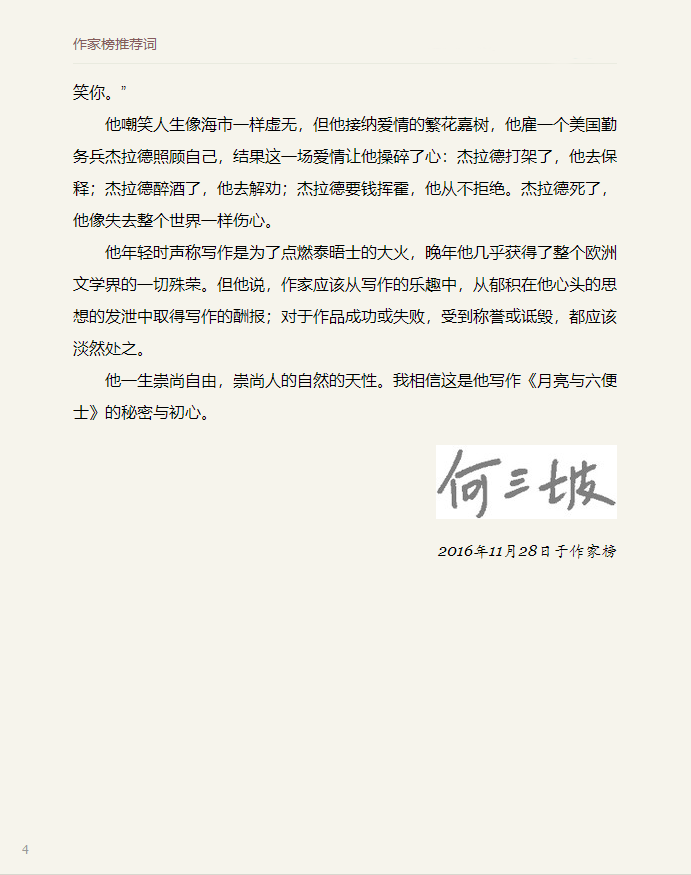 作家榜推荐词
笑你。”
他嘲笑人生像海市一样虚无，但他接纳爱情的繁花嘉树，他雇一个美国勤
务兵杰拉德照顾自己，结果这一场爱情让他操碎了心：杰拉德打架了，他去保
释；杰拉德醉酒了，他去解劝；杰拉德要钱挥霍，他从不拒绝。杰拉德死了，
他像失去整个世界一样伤心。
他年轻时声称写作是为了点燃泰晤士的大火，晚年他几乎获得了整个欧洲
文学界的一切殊荣。但他说，作家应该从写作的乐趣中，从郁积在他心头的思
想的发泄中取得写作的酬报；对于作品成功或失败，受到称誉或诋毁，都应该
淡然处之。
他一生崇尚自由，崇尚人的自然的天性。我相信这是他写作《月亮与六便
士》的秘密与初心。
何三坡
2016年11月28日于作家榜
4